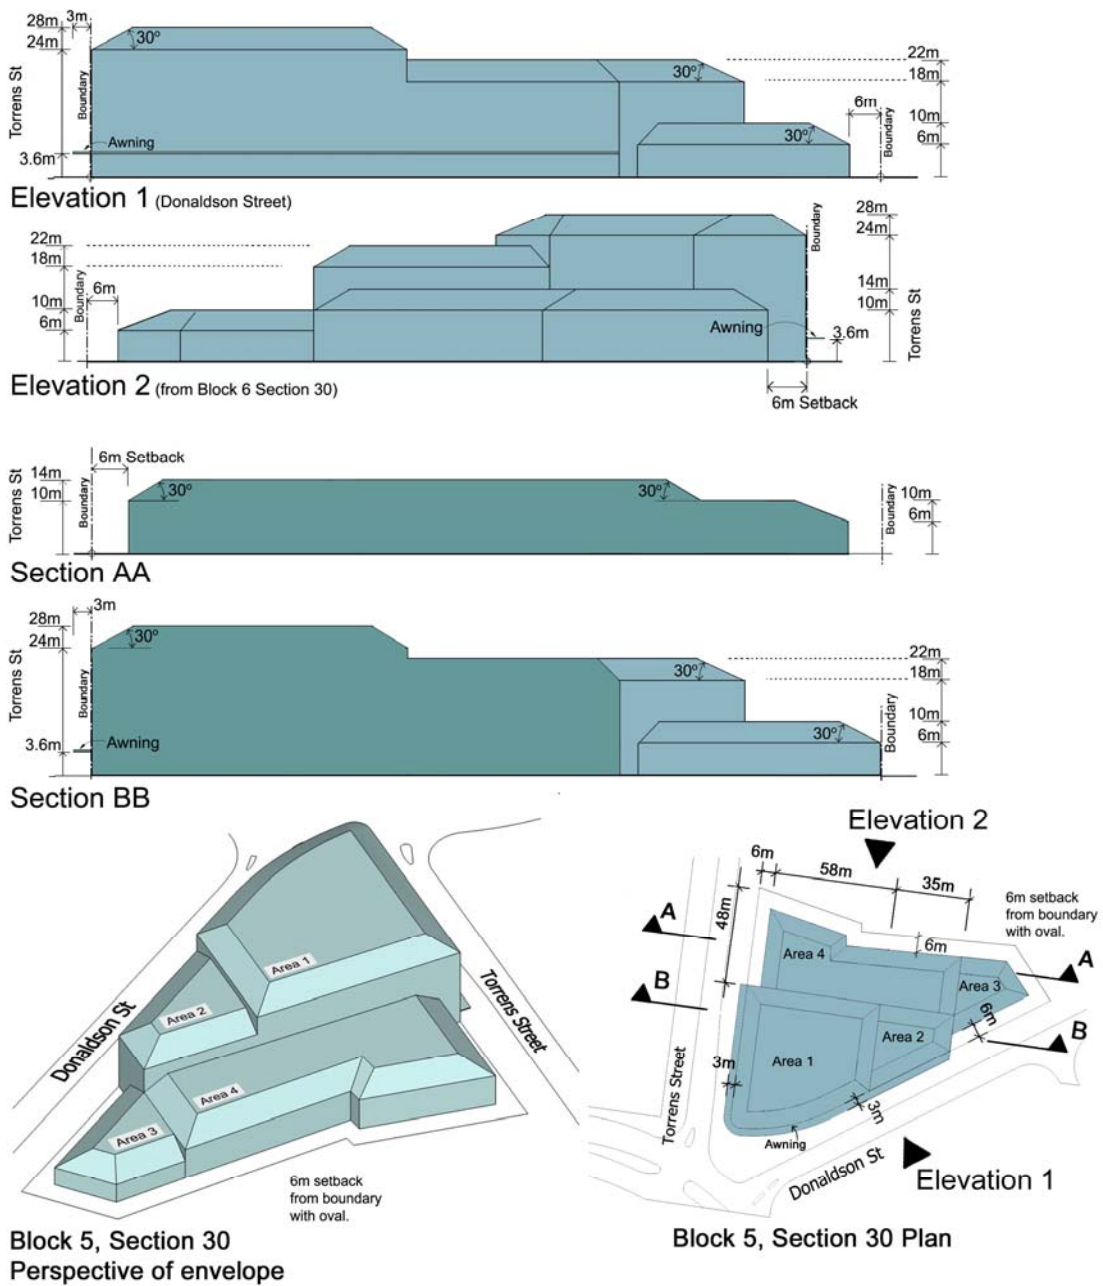 28m 3m
24m
30º
Torrens St
Boundary
Awning
3.6m
30º
22m
18m
6m
30º
Boundary
10m
6m
Elevation 1 (Donaldson Street)
22m
18m
Boundary
6m
10m
6m
Boundary
28m
24m
14m
10m
Awning
3.6m
Torrens St
Elevation 2 (from Block 6 Section 30)
6m Setback
Torrens St
6m Setback
14m
10m
Boundary
30º
30º
Boundary
10m
6m
Section AA
3m
28m
24m
30º
Torrens St
Boundary
3.6m
Awning
30º
22m
18m
30º
10m
6m
Boundary
Section BB
Area 1
Area 2
Area 4
Area 3
Donaldson St
Torrens Street
6m setback
from boundary
with oval.
Block 5, Section 30
Perspective of envelope
Elevation 2
6m
58m
35m
48m
6m setback
from boundary
with oval.
A
Area 4
6m
A
B
Area 3
6m
Area 2
B
Area 1
3m
3m
Torrens Street
Awning
Donaldson St
Elevation 1
Block 5, Section 30 Plan